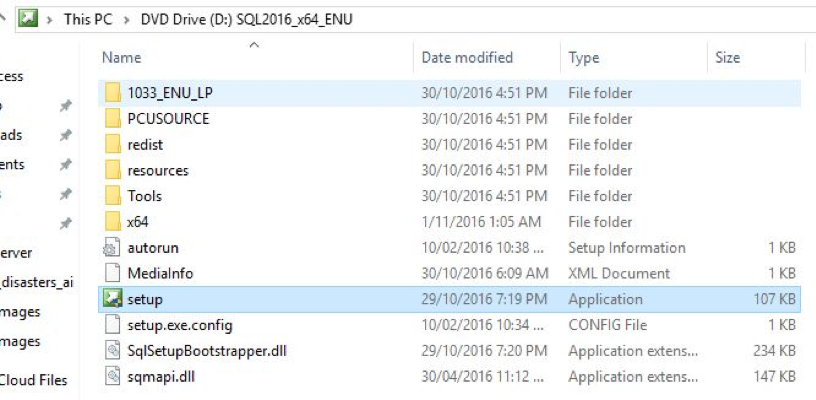 This PC > DVD Drive (D:) SQL2016_x64_ENU
Name Date modified Type Size
1033_ENU_LP 30/10/2016 4:51 PM File folder
PCUSOURCE 30/10/2016 4:51 PM File folder
redist 30/10/2016 4:51 PM File folder
resources 30/10/2016 4:51 PM File folder
Tools 30/10/2016 4:51 PM File folder
x64 1/11/2016 1:05 AM File folder
autorun 10/02/2016 10:38 ... Setup Information 1 KB
MediaInfo 30/10/2016 6:09 AM XML Document 1 KB
setup 29/10/2016 7:19 PM Application 107 KB
setup.exe.config 10/02/2016 10:34 ... CONFIG File 1 KB
SqlSetupBootstrapper.dll 29/10/2016 7:20 PM Application extens... 234 KB
sqmapi.dll 30/04/2016 11:12 ... Application extens... 147 KB
cess
ads
ents
erver
_disasters_ai
mages
mages
Cloud Files